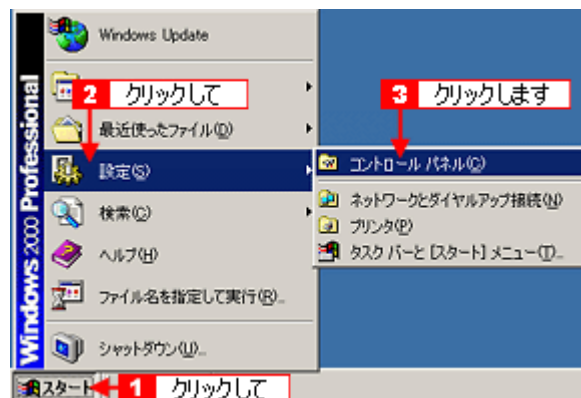 Windows Update
2 クリックして
3 クリックします
最近使ったファイル(D)
設定(S)
コントロール パネル(C)
ネットワークとダイヤルアップ接続(N)
検索(C)
プリンタ(P)
ヘルプ(H)
タスク バーと [スタート] メニュー(T)...
ファイル名を指定して実行(R)...
シャットダウン(U)...
Windows 2000 Professional
スタート
1 クリックして